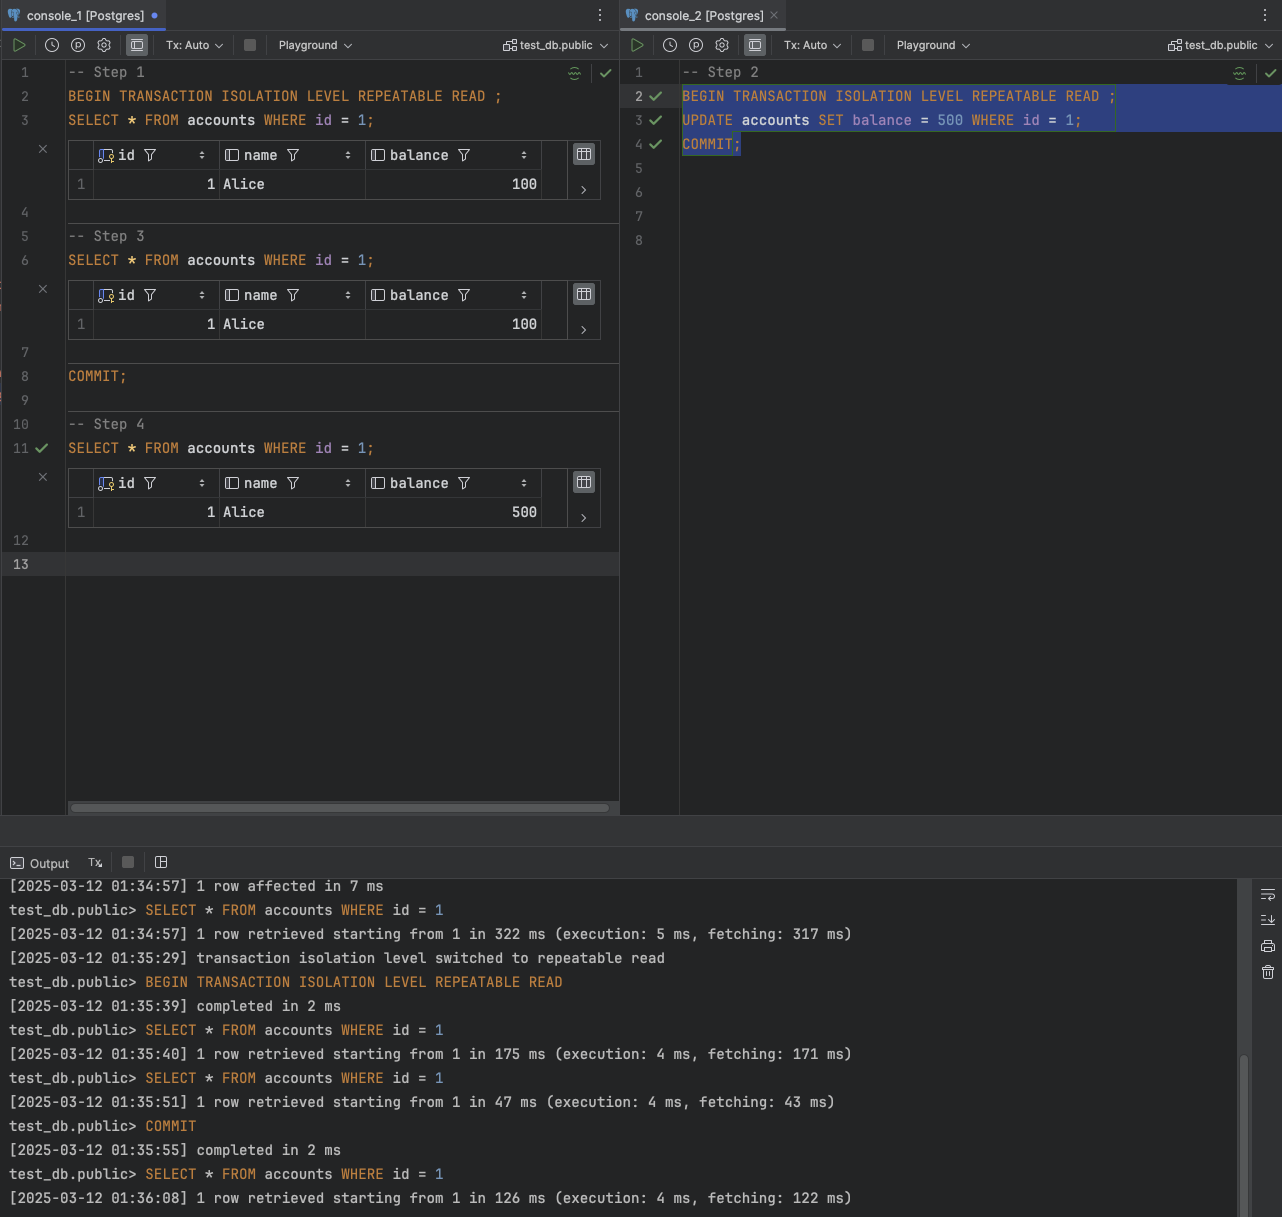 console_1 [Postgres]
Tx: Auto
Playground
test_db.public
1 -- Step 1
2 BEGIN TRANSACTION ISOLATION LEVEL REPEATABLE READ ;
3 SELECT * FROM accounts WHERE id = 1;
id name balance
1 1 Alice 100
4
5 -- Step 3
6 SELECT * FROM accounts WHERE id = 1;
id name balance
1 1 Alice 100
7
8 COMMIT;
9
10 -- Step 4
11 SELECT * FROM accounts WHERE id = 1;
id name balance
1 1 Alice 500
12
13
console_2 [Postgres]
Tx: Auto
Playground
test_db.public
1 -- Step 2
2 BEGIN TRANSACTION ISOLATION LEVEL REPEATABLE READ ;
3 UPDATE accounts SET balance = 500 WHERE id = 1;
4 COMMIT;
5
6
7
8
Output Tx
[2025-03-12 01:34:57] 1 row affected in 7 ms
test_db.public> SELECT * FROM accounts WHERE id = 1
[2025-03-12 01:34:57] 1 row retrieved starting from 1 in 322 ms (execution: 5 ms, fetching: 317 ms)
[2025-03-12 01:35:29] transaction isolation level switched to repeatable read
test_db.public> BEGIN TRANSACTION ISOLATION LEVEL REPEATABLE READ
[2025-03-12 01:35:39] completed in 2 ms
test_db.public> SELECT * FROM accounts WHERE id = 1
[2025-03-12 01:35:40] 1 row retrieved starting from 1 in 175 ms (execution: 4 ms, fetching: 171 ms)
test_db.public> SELECT * FROM accounts WHERE id = 1
[2025-03-12 01:35:51] 1 row retrieved starting from 1 in 47 ms (execution: 4 ms, fetching: 43 ms)
test_db.public> COMMIT
[2025-03-12 01:35:55] completed in 2 ms
test_db.public> SELECT * FROM accounts WHERE id = 1
[2025-03-12 01:36:08] 1 row retrieved starting from 1 in 126 ms (execution: 4 ms, fetching: 122 ms)